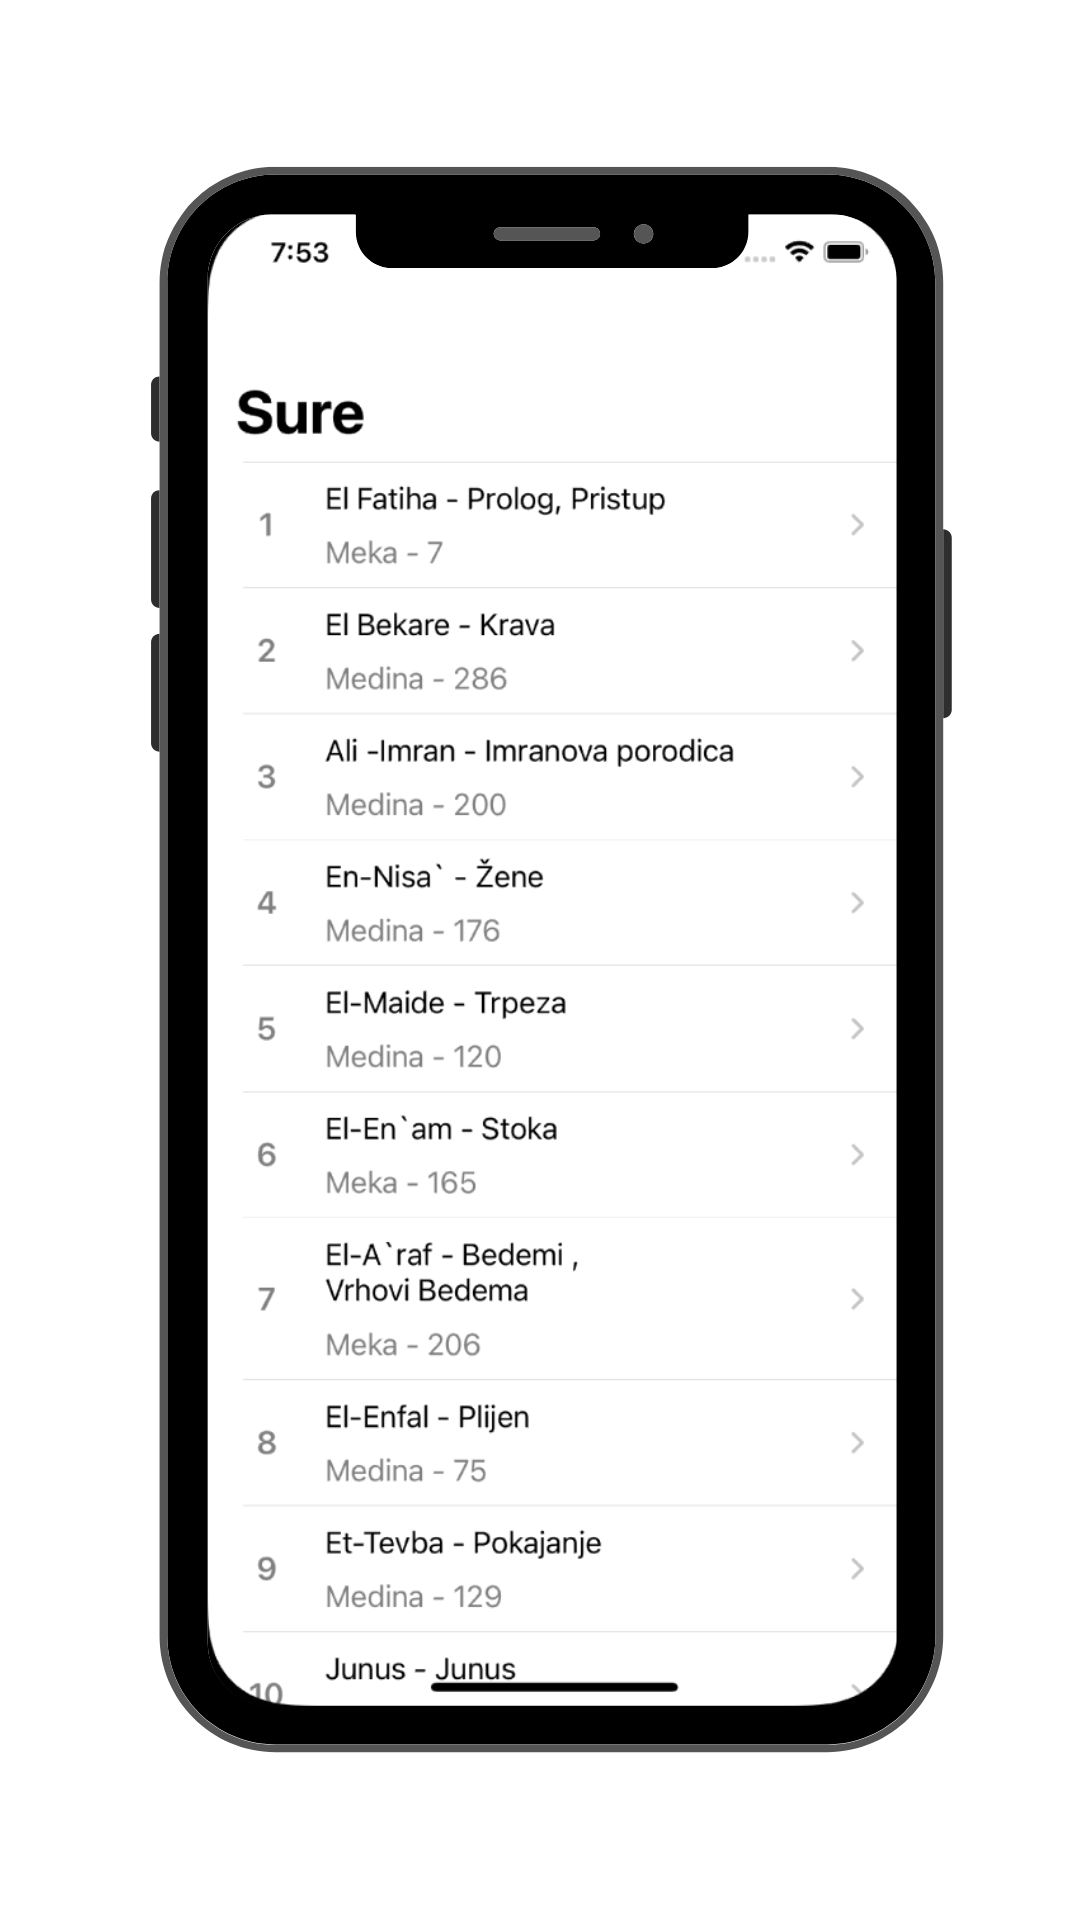 7:53
Sure
1
El Fatiha - Prolog, Pristup
Meka - 7
2
El Bekare - Krava
Medina - 286
3
Ali -Imran - Imranova porodica
Medina - 200
4
En-Nisa` - Žene
Medina - 176
5
El-Maide - Trpeza
Medina - 120
6
El-En`am - Stoka
Meka - 165
7
El-A`raf - Bedemi ,
Vrhovi Bedema
Meka - 206
8
El-Enfal - Plijen
Medina - 75
9
Et-Tevba - Pokajanje
Medina - 129
10
Junus - Junus